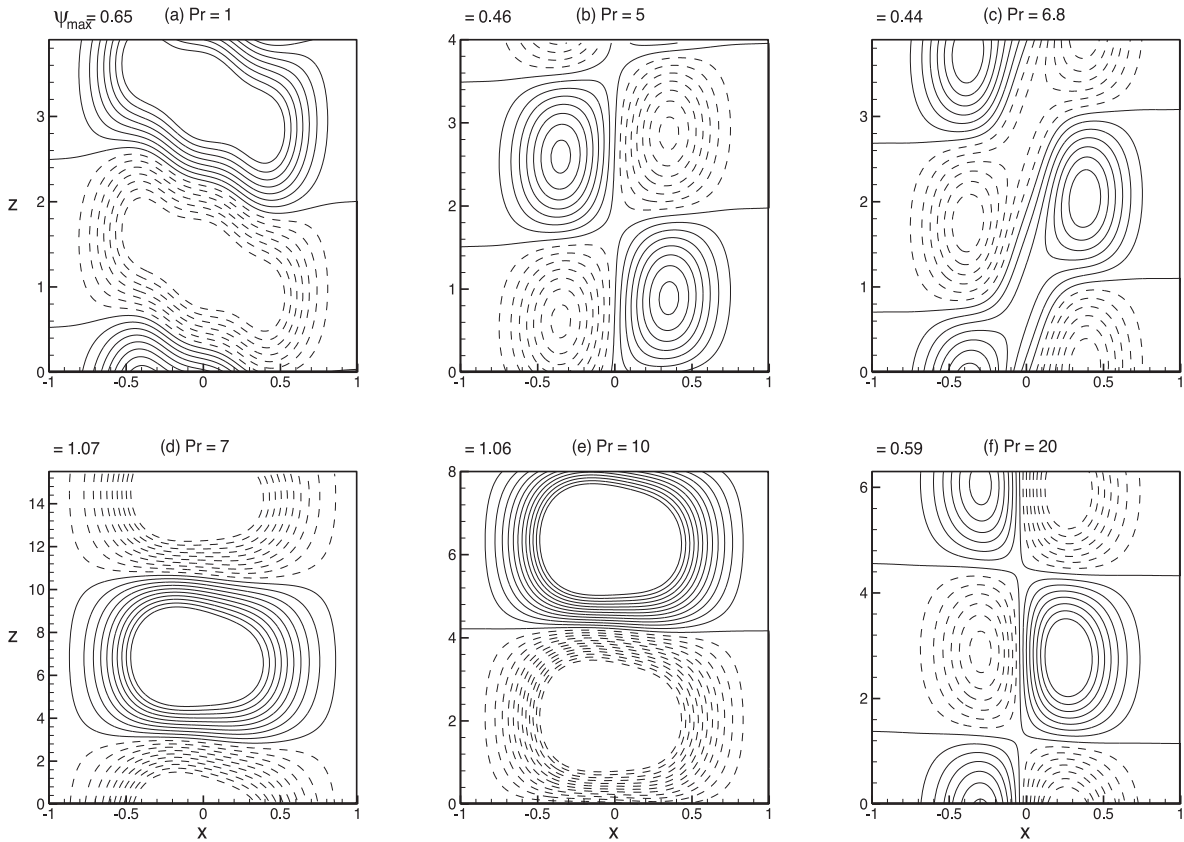 ψmax = 0.65 (a) Pr = 1
= 0.46 (b) Pr = 5
= 0.44 (c) Pr = 6.8
z
3
2
1
0
-1 -0.5 0 0.5 1
4
3
2
1
0
-1 -0.5 0 0.5 1
3
2
1
0
-1 -0.5 0 0.5 1
= 1.07 (d) Pr = 7
= 1.06 (e) Pr = 10
= 0.59 (f) Pr = 20
z
14
12
10
8
6
4
2
0
-1 -0.5 0 0.5 1
x
8
6
4
2
0
-1 -0.5 0 0.5 1
x
6
4
2
0
-1 -0.5 0 0.5 1
x